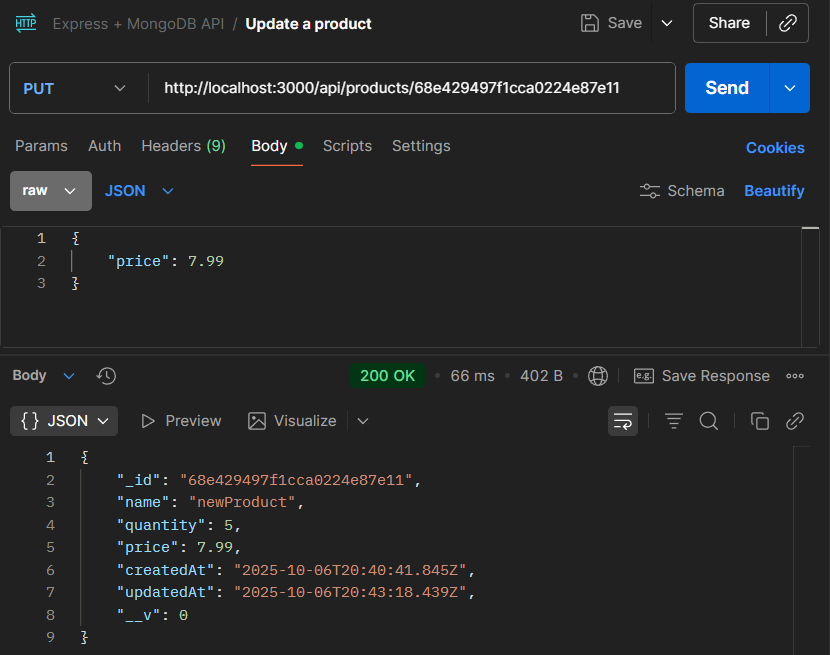 HTTP Express + MongoDB API / Update a product Save Share
PUT http://localhost:3000/api/products/68e429497f1cca0224e87e11 Send
Params Auth Headers (9) Body Scripts Settings Cookies
raw JSON Schema Beautify
1 {
2 "price": 7.99
3 }
Body 200 OK • 66 ms • 402 B • e.g. Save Response
{} JSON Preview Visualize
1 {
2 "_id": "68e429497f1cca0224e87e11",
3 "name": "newProduct",
4 "quantity": 5,
5 "price": 7.99,
6 "createdAt": "2025-10-06T20:40:41.845Z",
7 "updatedAt": "2025-10-06T20:43:18.439Z",
8 "__v": 0
9 }